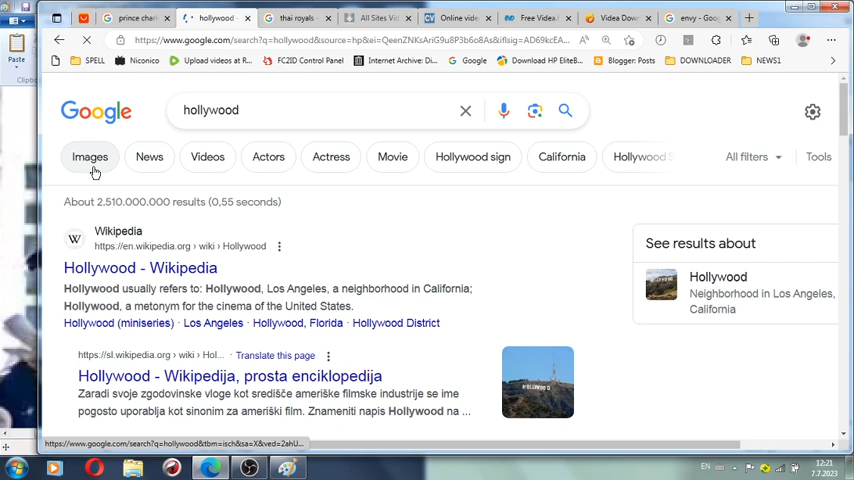 prince charl
hollywood
thai royals -
All Sites Vid
Online video
Free Videa.h
Videa Down
envy - Goog
https://www.google.com/search?q=hollywood&source=hp&ei=QueenZNKsAri9kgX8p4CADg&iflsig=AD69kcEA
SPELL
Niconico
Upload videos at r...
FC2ID Control Panel
Internet Archive: Di...
Google
Download HP EliteB...
Blogger: Posts
DOWNLOADER
NEWS1
Paste
Clipb
Google
hollywood
Images
News
Videos
Actors
Actress
Movie
Hollywood sign
California
Hollywood S
All filters
Tools
About 2.510.000.000 results (0,55 seconds)
W
Wikipedia
https://en.wikipedia.org › wiki › Hollywood
Hollywood - Wikipedia
Hollywood usually refers to: Hollywood, Los Angeles, a neighborhood in California;
Hollywood, a metonym for the cinema of the United States.
Hollywood (miniseries) · Los Angeles · Hollywood, Florida · Hollywood District
See results about
Hollywood
Neighborhood in Los Angeles,
California
https://sl.wikipedia.org › wiki › Hol... · Translate this page
Hollywood - Wikipedija, prosta enciklopedija
Zaradi svoje zgodovinske vloge kot središče ameriške filmske industrije se ime
pogosto uporablja kot sinonim za ameriški film. Znameniti napis Hollywood na ...
https://www.google.com/search?q=hollywood&tbm=isch&sa=X&ved=2ahU...
EN
12:21
7.7.2023